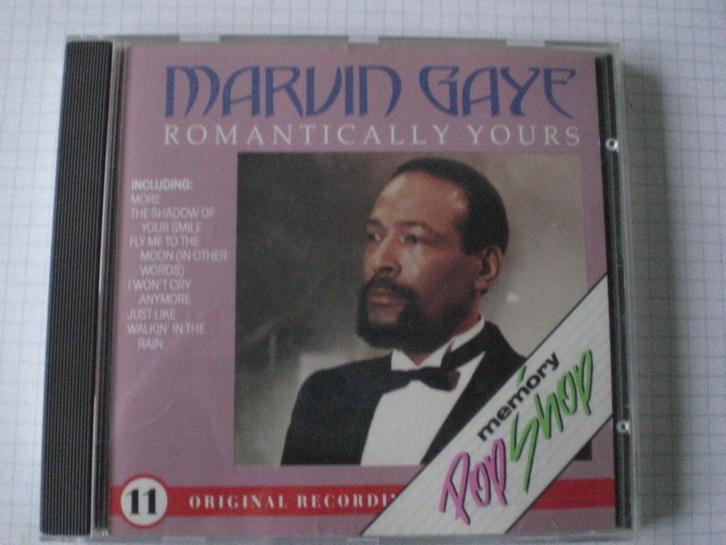 MARVIN GAYE
ROMANTICALLY YOURS
INCLUDING:
MORE
THE SHADOW OF
YOUR SMILE
FLY ME TO THE
MOON (IN OTHER
WORDS)
I WON'T CRY
ANYMORE
JUST LIKE
WALKIN' IN THE
RAIN
memory
Pop Shop
11 ORIGINAL RECORDIN